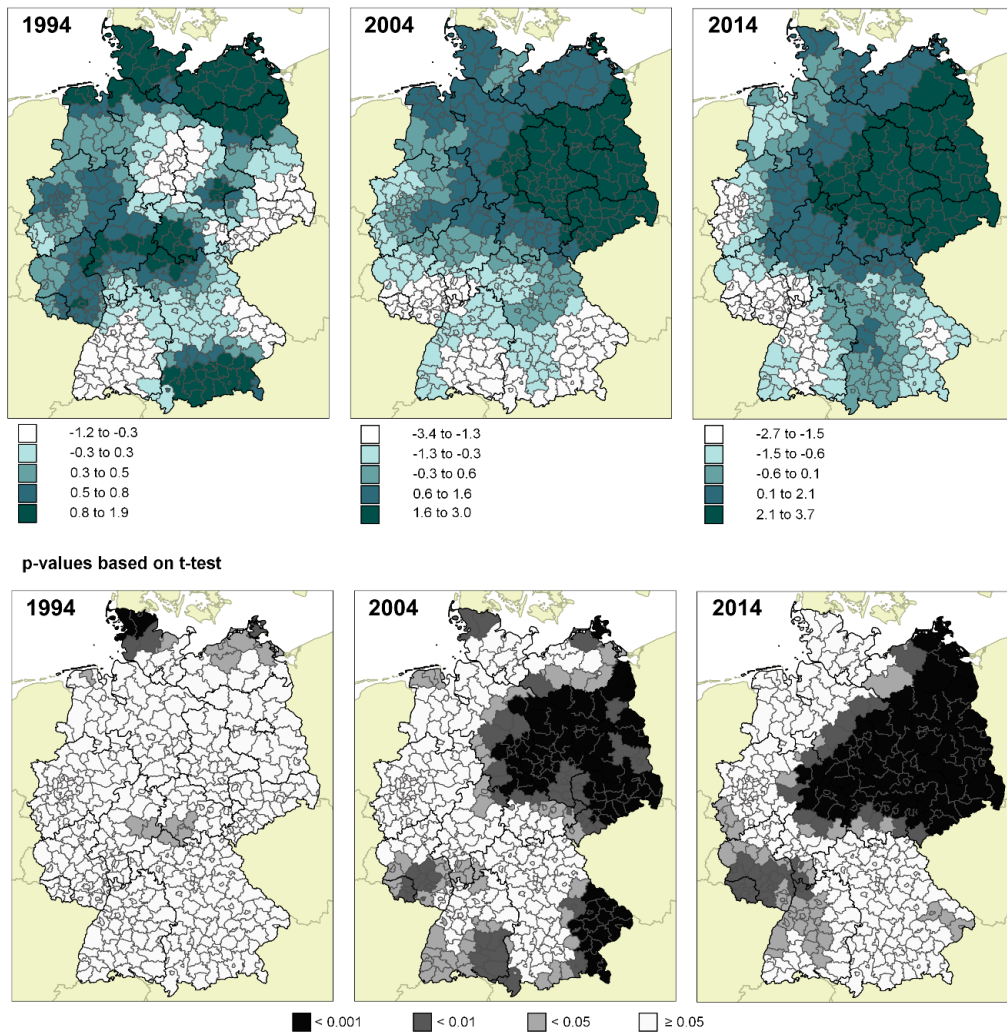 1994
2004
2014
-1.2 to -0.3
-0.3 to 0.3
0.3 to 0.5
0.5 to 0.8
0.8 to 1.9
-3.4 to -1.3
-1.3 to -0.3
-0.3 to 0.6
0.6 to 1.6
1.6 to 3.0
-2.7 to -1.5
-1.5 to -0.6
-0.6 to 0.1
0.1 to 2.1
2.1 to 3.7
p-values based on t-test
1994
2004
2014
< 0.001
< 0.01
< 0.05
≥ 0.05